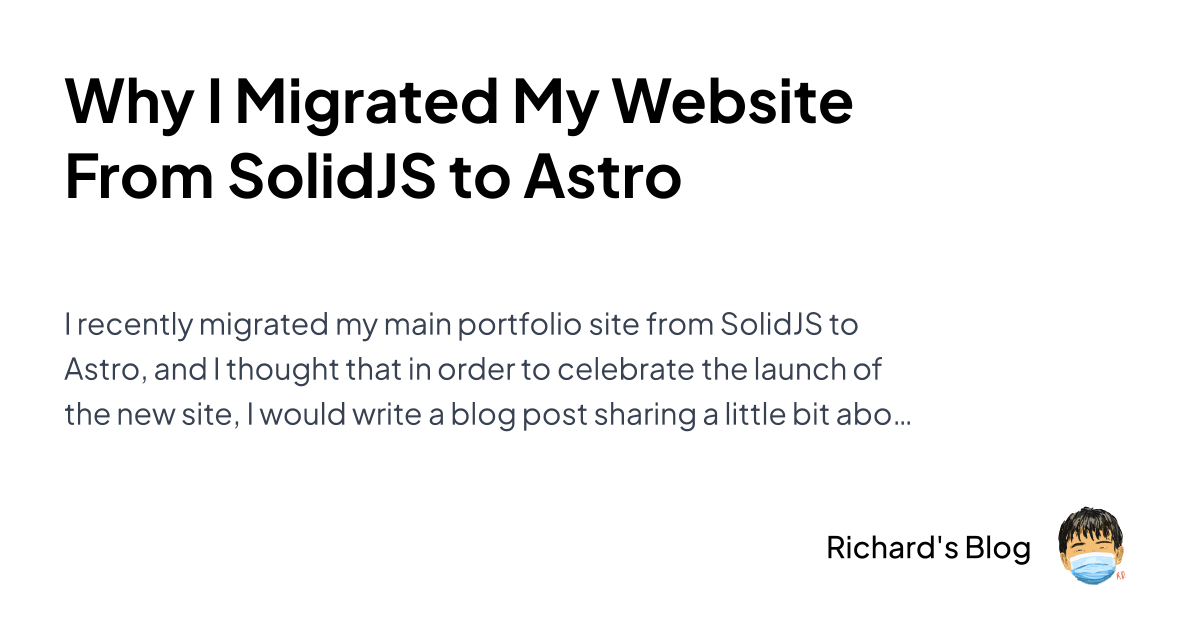 Why I Migrated My Website
From SolidJS to Astro
I recently migrated my main portfolio site from SolidJS to
Astro, and I thought that in order to celebrate the launch of
the new site, I would write a blog post sharing a little bit abo...
Richard's Blog